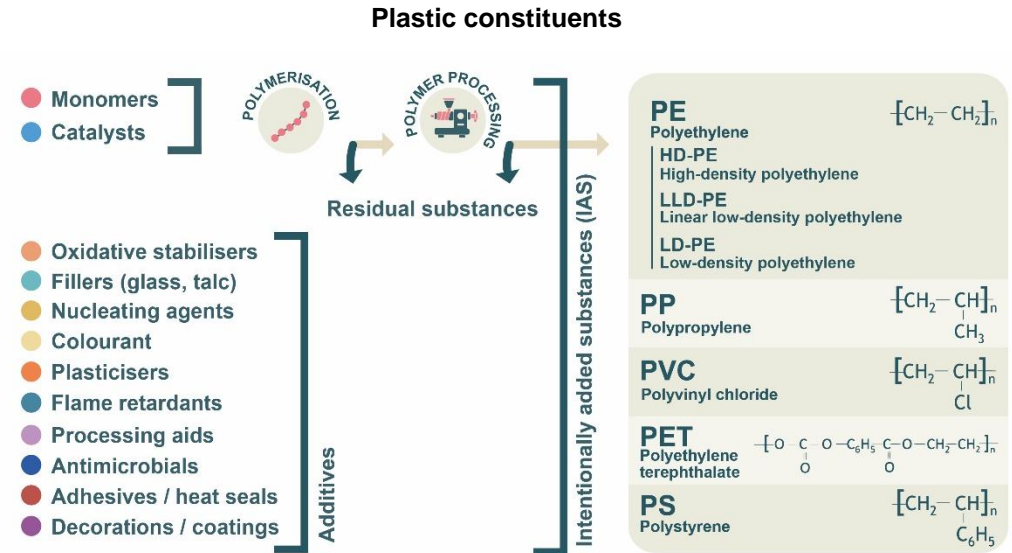 Plastic constituents
Monomers
Catalysts
POLYMERISATION
POLYMER PROCESSING
Residual substances
Oxidative stabilisers
Fillers (glass, talc)
Nucleating agents
Colourant
Plasticisers
Flame retardants
Processing aids
Antimicrobials
Adhesives / heat seals
Decorations / coatings
Additives
Intentionally added substances (IAS)
PE
Polyethylene
[CH₂–CH₂]n
HD-PE
High-density polyethylene
LLD-PE
Linear low-density polyethylene
LD-PE
Low-density polyethylene
PP
Polypropylene
[CH₂–CH]n
CH₃
PVC
Polyvinyl chloride
[CH₂–CH]n
Cl
PET
Polyethylene
terephthalate
[O C O–C₆H₅ C–O–CH₂–CH₂]n
O O
PS
Polystyrene
[CH₂–CH]n
C₆H₅